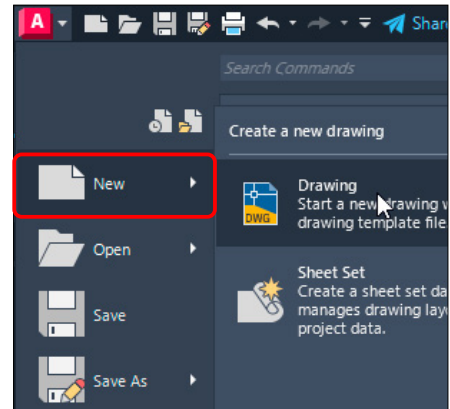 A
Shar
Search Commands
Create a new drawing
New
Drawing
Start a new drawing w
drawing template file
DWG
Open
Sheet Set
Create a sheet set da
manages drawing layo
project data.
Save
Save As